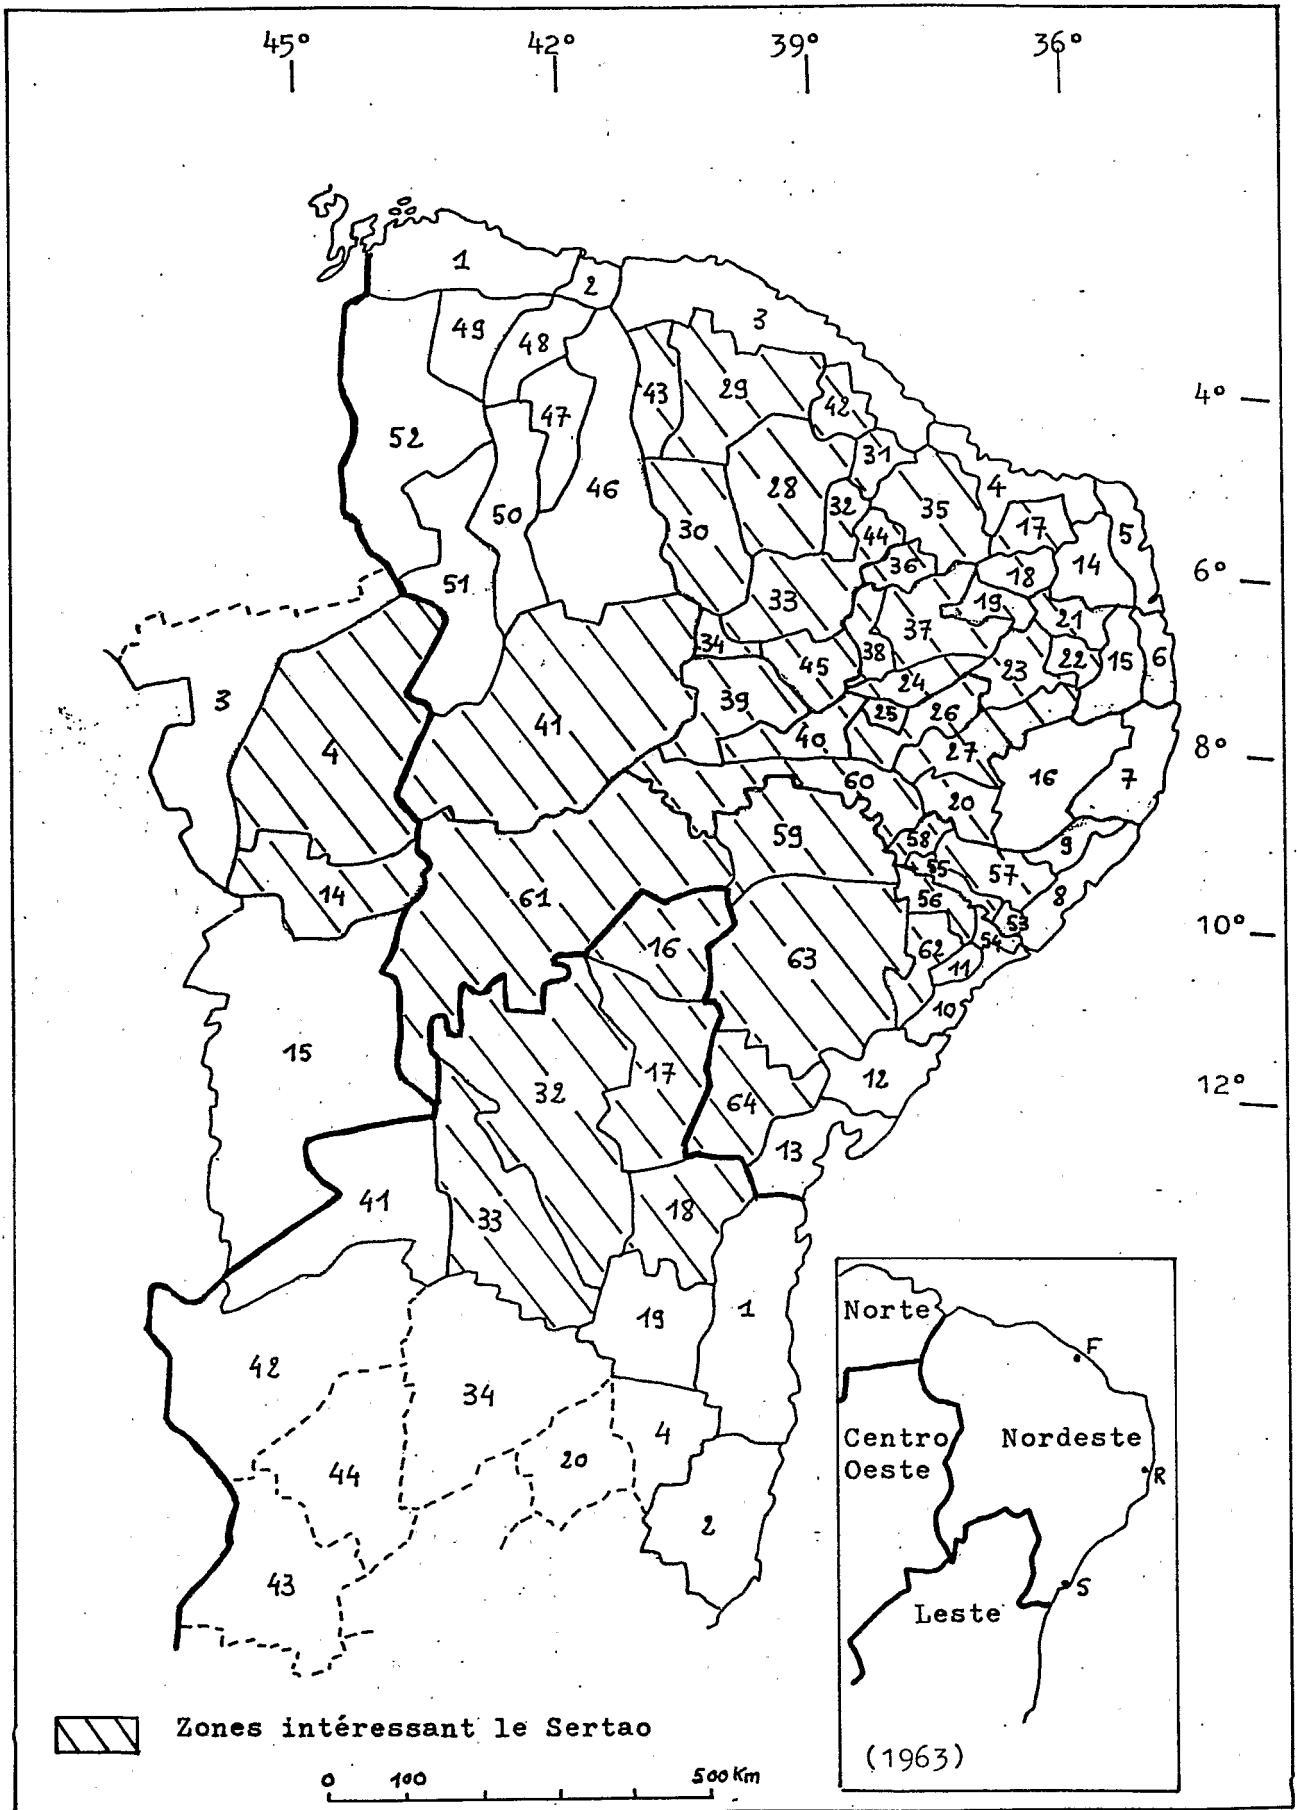 45° 42° 39° 36°
1
2
3
49 48
43 29 42
4°
47
52 31
46 28 32 35 4
50 30 44 17 5
36 18 14
6°
51 33 19 21
37
34 45 38 23 22 15 6
3 39 24
4 41 40 25 26
27
8°
60 20 16 7
59 58 9
14 61 55 57 8
56 53
10°
16 63 62 54
11
10
15 32 17 64 12
12°
13
41 33 18
19 1
42 34
44 20 4
2
43
Norte
F
Centro
Oeste
Nordeste
R
S
Leste
(1963)
Zones intéressant le Sertao
0 100 500 Km